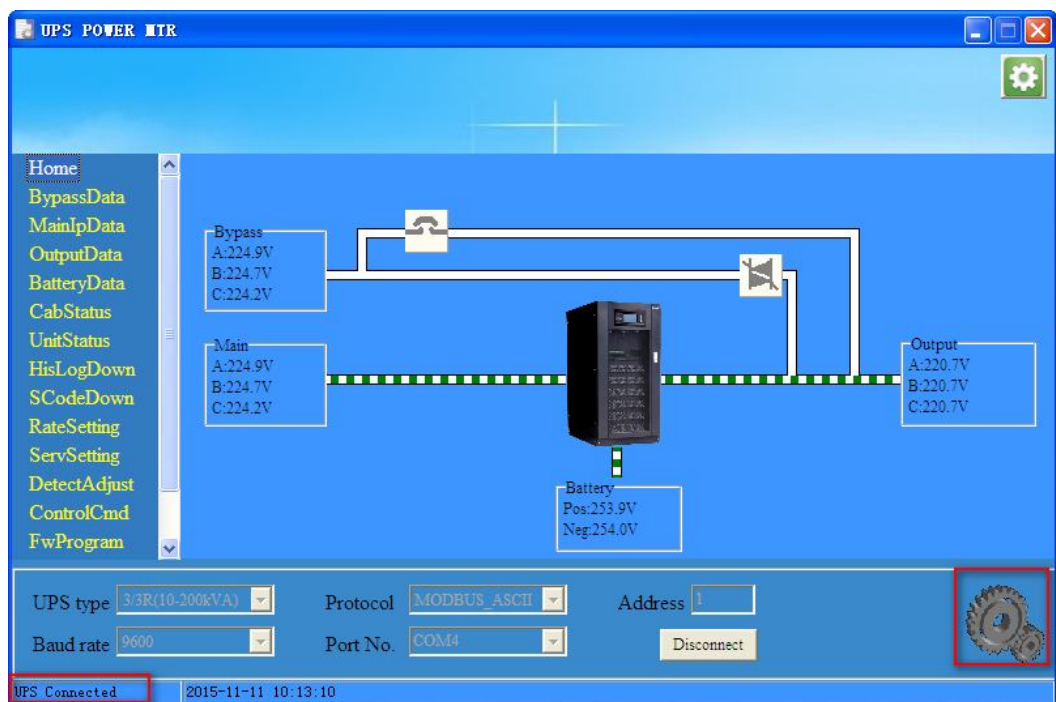 UPS POWER MTR
Home
BypassData
MainIpData
OutputData
BatteryData
CabStatus
UnitStatus
HisLogDown
SCodeDown
RateSetting
ServSetting
DetectAdjust
ControlCmd
FwProgram
Bypass
A:224.9V
B:224.7V
C:224.2V
Main
A:224.9V
B:224.7V
C:224.2V
Output
A:220.7V
B:220.7V
C:220.7V
Battery
Pos:253.9V
Neg:254.0V
UPS type 3/3R(10-200kVA) Protocol MODBUS_ASCII Address 1
Baud rate 9600 Port No. COM4 Disconnect
UPS Connected 2015-11-11 10:13:10